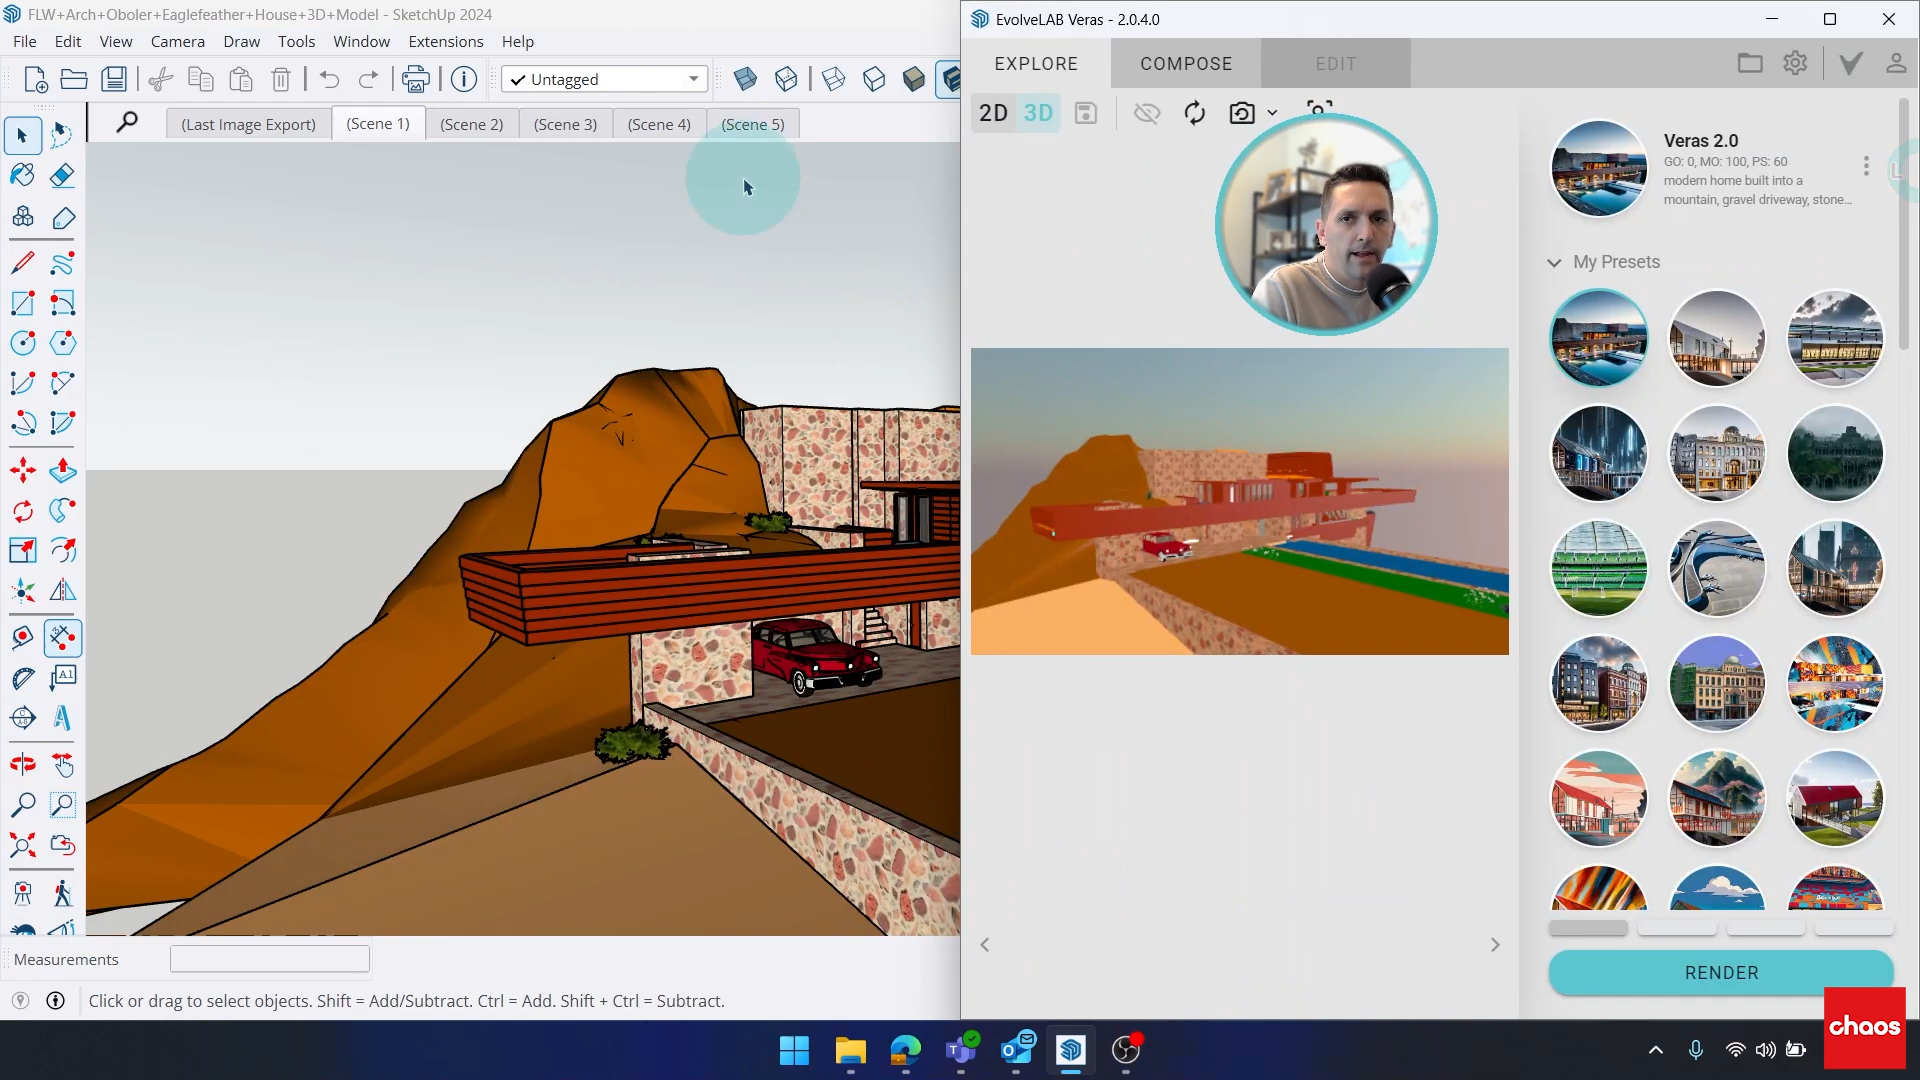 FLW+Arch+Oboler+Eaglefeather+House+3D+Model - SketchUp 2024
File Edit View Camera Draw Tools Window Extensions Help
Untagged
(Last Image Export) (Scene 1) (Scene 2) (Scene 3) (Scene 4) (Scene 5)
Measurements
Click or drag to select objects. Shift = Add/Subtract. Ctrl = Add. Shift + Ctrl = Subtract.
EvolveLAB Veras - 2.0.4.0
EXPLORE COMPOSE EDIT
2D 3D
Veras 2.0
GO: 0, MO: 100, PS: 60
modern home built into a
mountain, gravel driveway, stone...
My Presets
RENDER
chaos